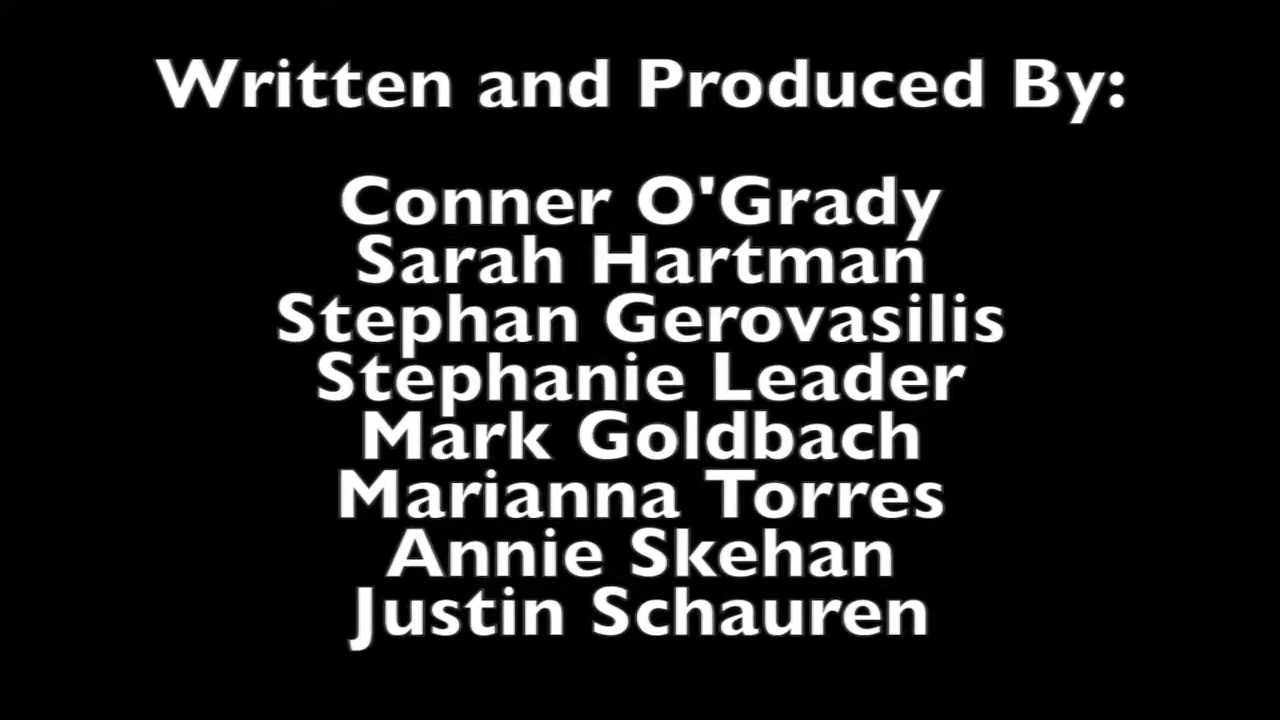 Written and Produced By:
Conner O'Grady
Sarah Hartman
Stephan Gerovasilis
Stephanie Leader
Mark Goldbach
Marianna Torres
Annie Skehan
Justin Schauren